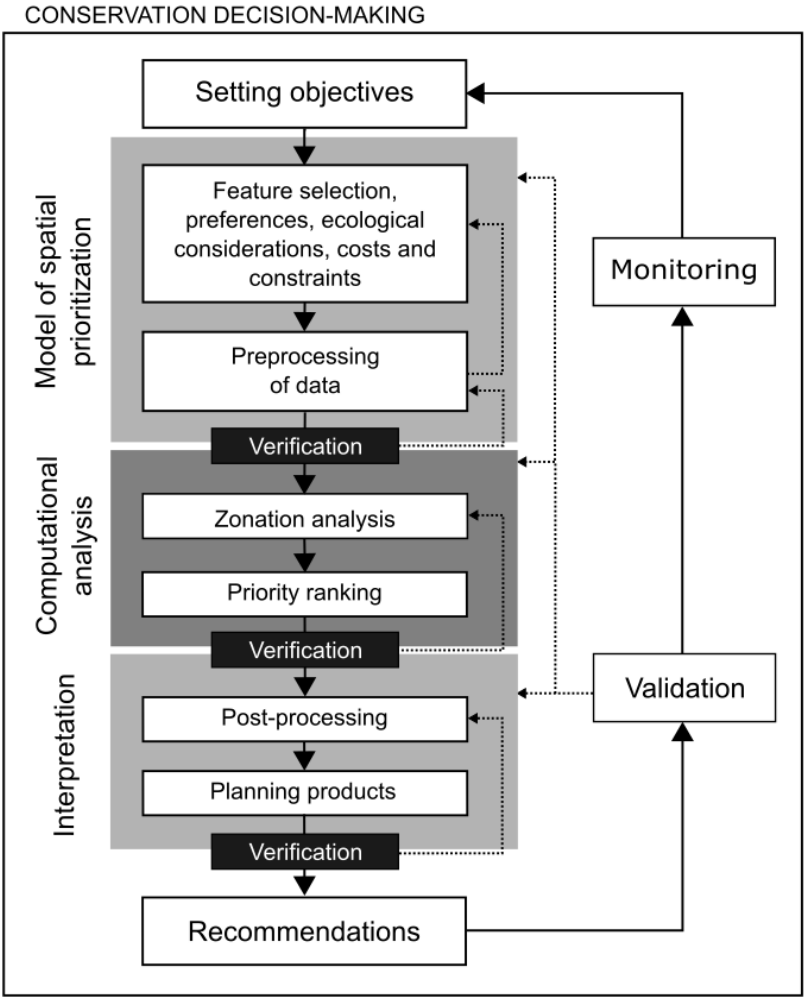 CONSERVATION DECISION-MAKING
Setting objectives
Model of spatial
prioritization
Feature selection,
preferences, ecological
considerations, costs and
constraints
Preprocessing
of data
Verification
Computational
analysis
Zonation analysis
Priority ranking
Verification
Interpretation
Post-processing
Planning products
Verification
Recommendations
Validation
Monitoring